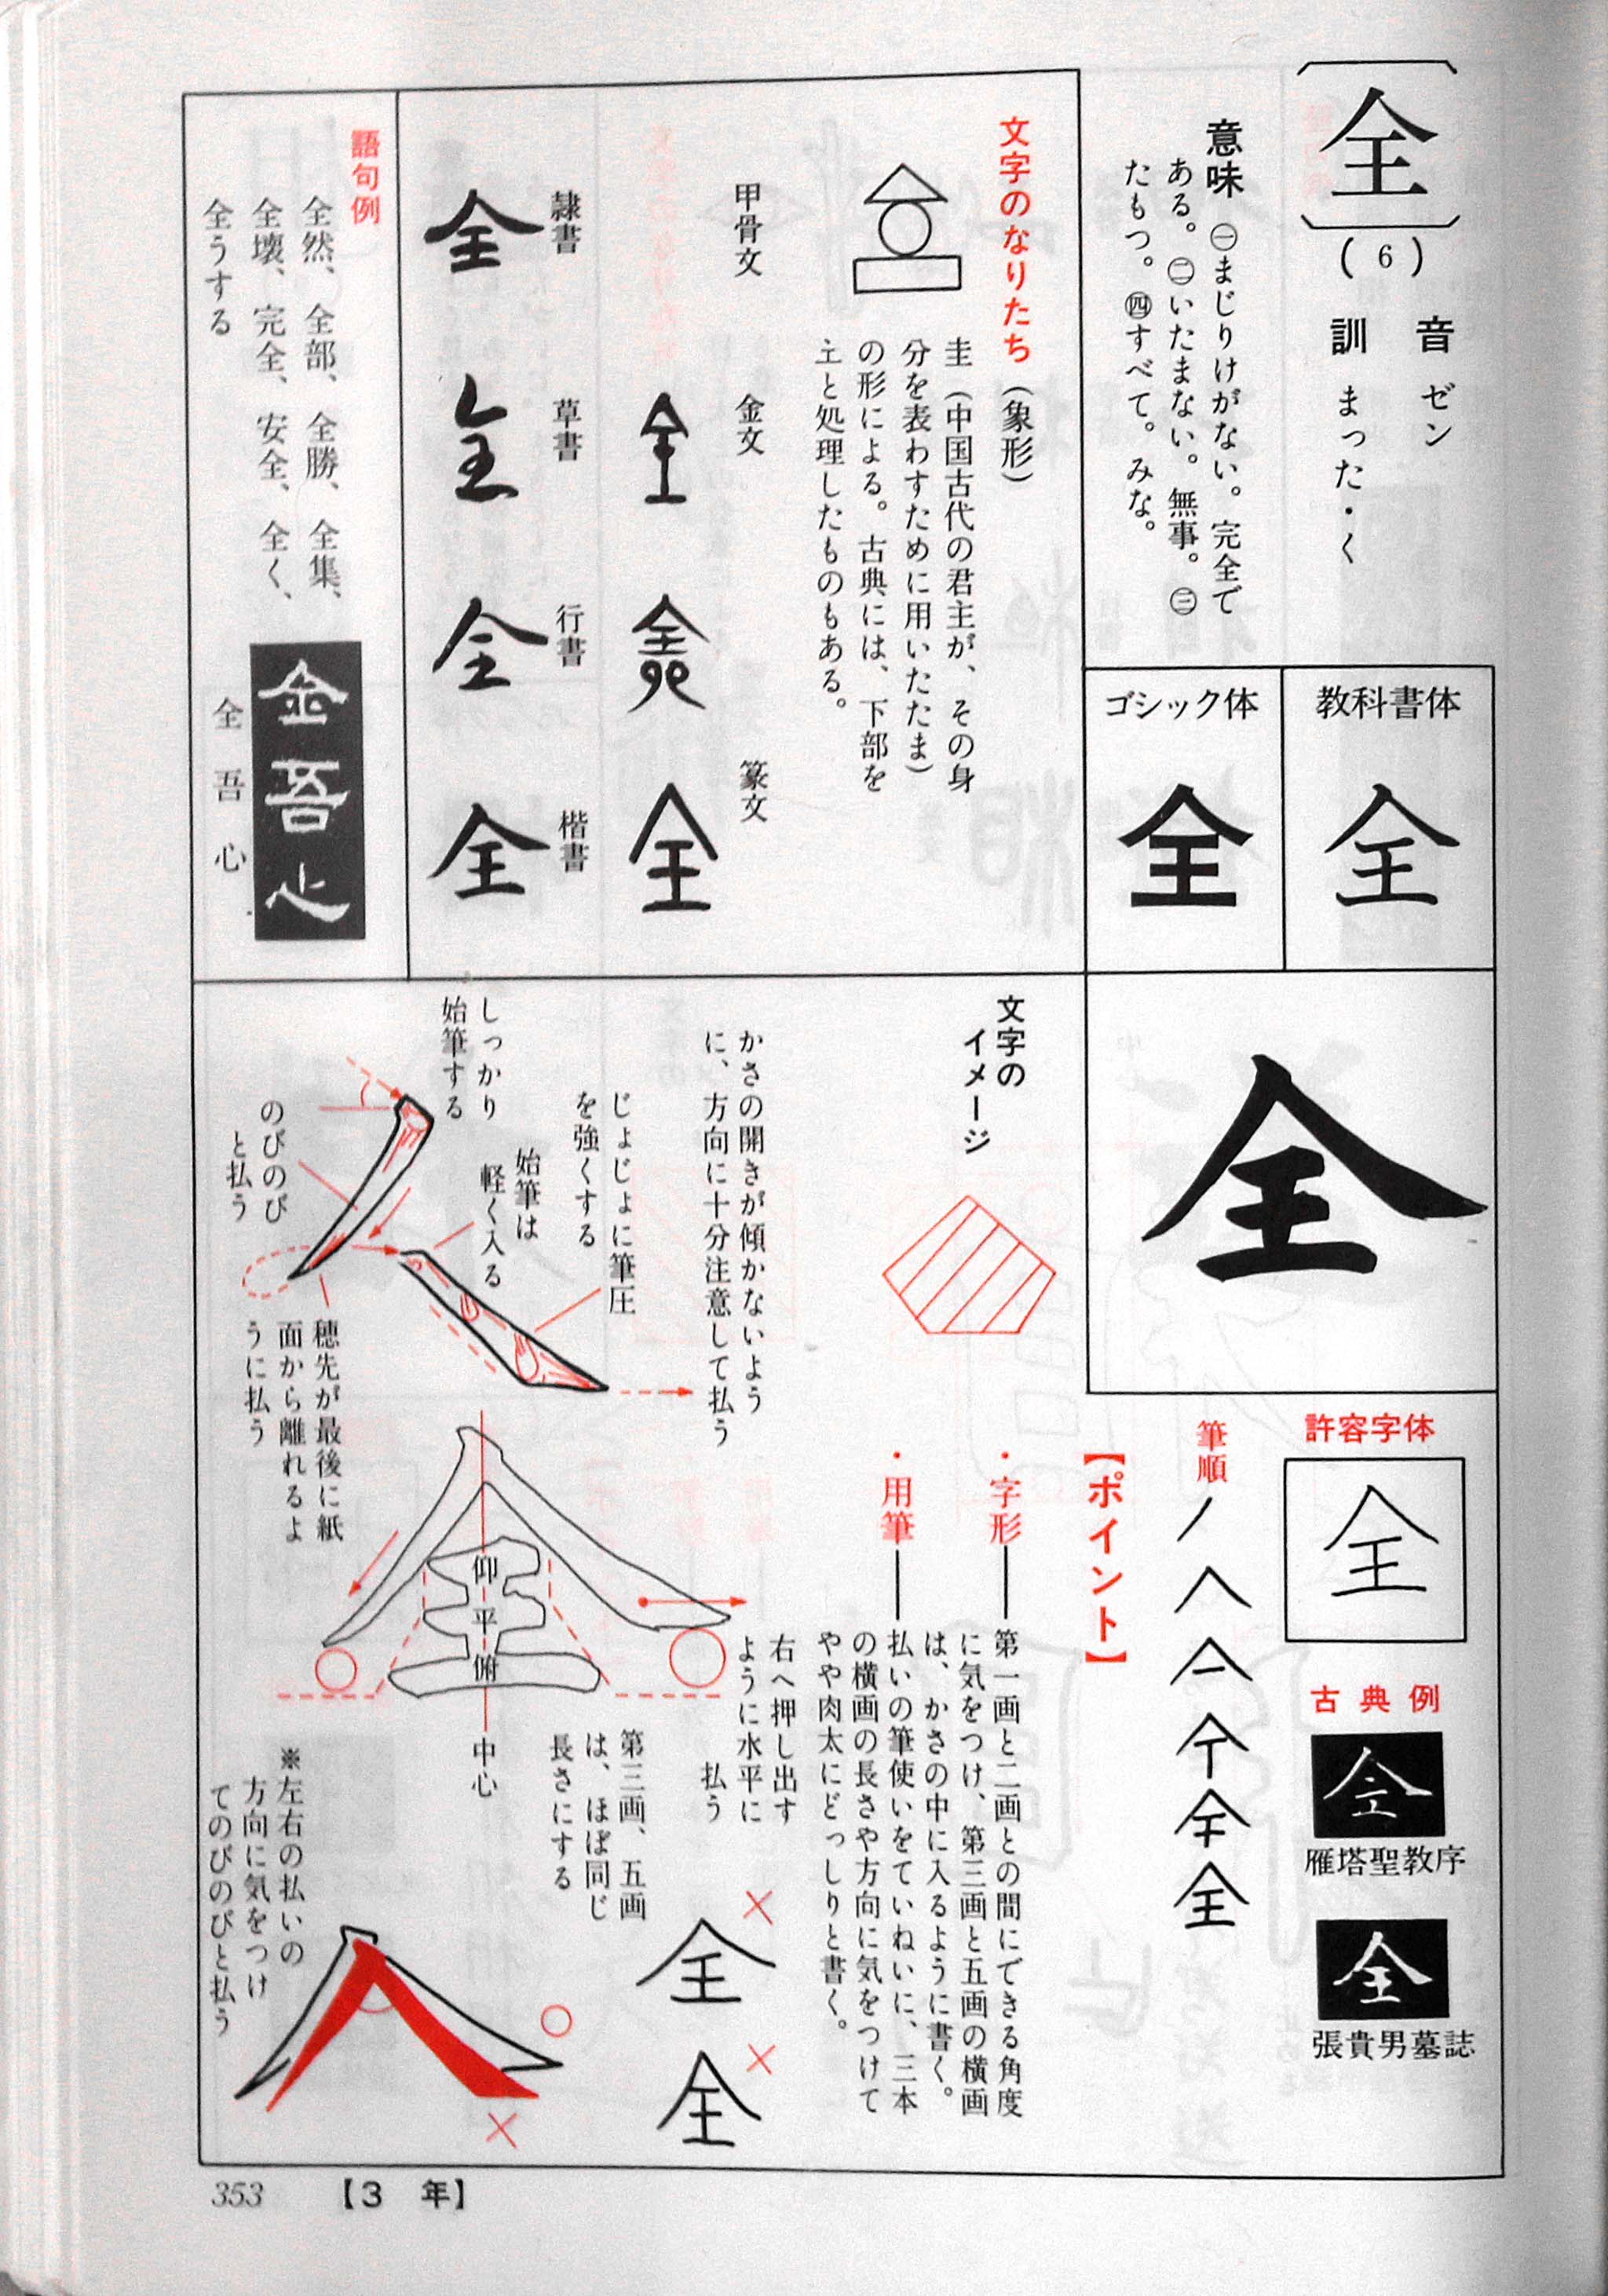 全
(6)
音 ゼン
訓 まった・く
意味 ㊀まじりけがない。完全で
ある。㊁いたまない。無事。㊂
たもつ。㊃すべて。みな。
教科書体
全
ゴシック体
全
文字のなりたち(象形)
圭(中国古代の君主が、その身
分を表わすために用いたたま)
の形による。古典には、下部を
と処理したものもある。
甲骨文
金文
篆文
全
隷書
全
草書
全
行書
全
楷書
全
語句例
全然、全部、全勝、全集、
全壊、完全、安全、全く、
全うする
全吾心
全吾心
全
許容字体
全
古典例
全
雁塔聖教序
全
張貴男墓誌
筆順
全
【ポイント】
・字形――第一画と二画との間にできる角度
に気をつけ、第三画と五画の横画
は、かさの中に入るように書く。
・用筆――払いの筆使いをていねいに、三本
の横画の長さや方向に気をつけて
やや肉太にどっしりと書く。
文字の
イメージ
かさの開きが傾かないよう
に、方向に十分注意して払う
じょじょに筆圧
を強くする
始筆は
軽く入る
しっかり
始筆する
のびのび
と払う
穂先が最後に紙
面から離れるよ
うに払う
仰
平
俯
中心
右へ押し出す
ように水平に
払う
第三画、五画
は、ほぼ同じ
長さにする
全
全
※左右の払いの
方向に気をつけ
てのびのびと払う
353
【3 年】